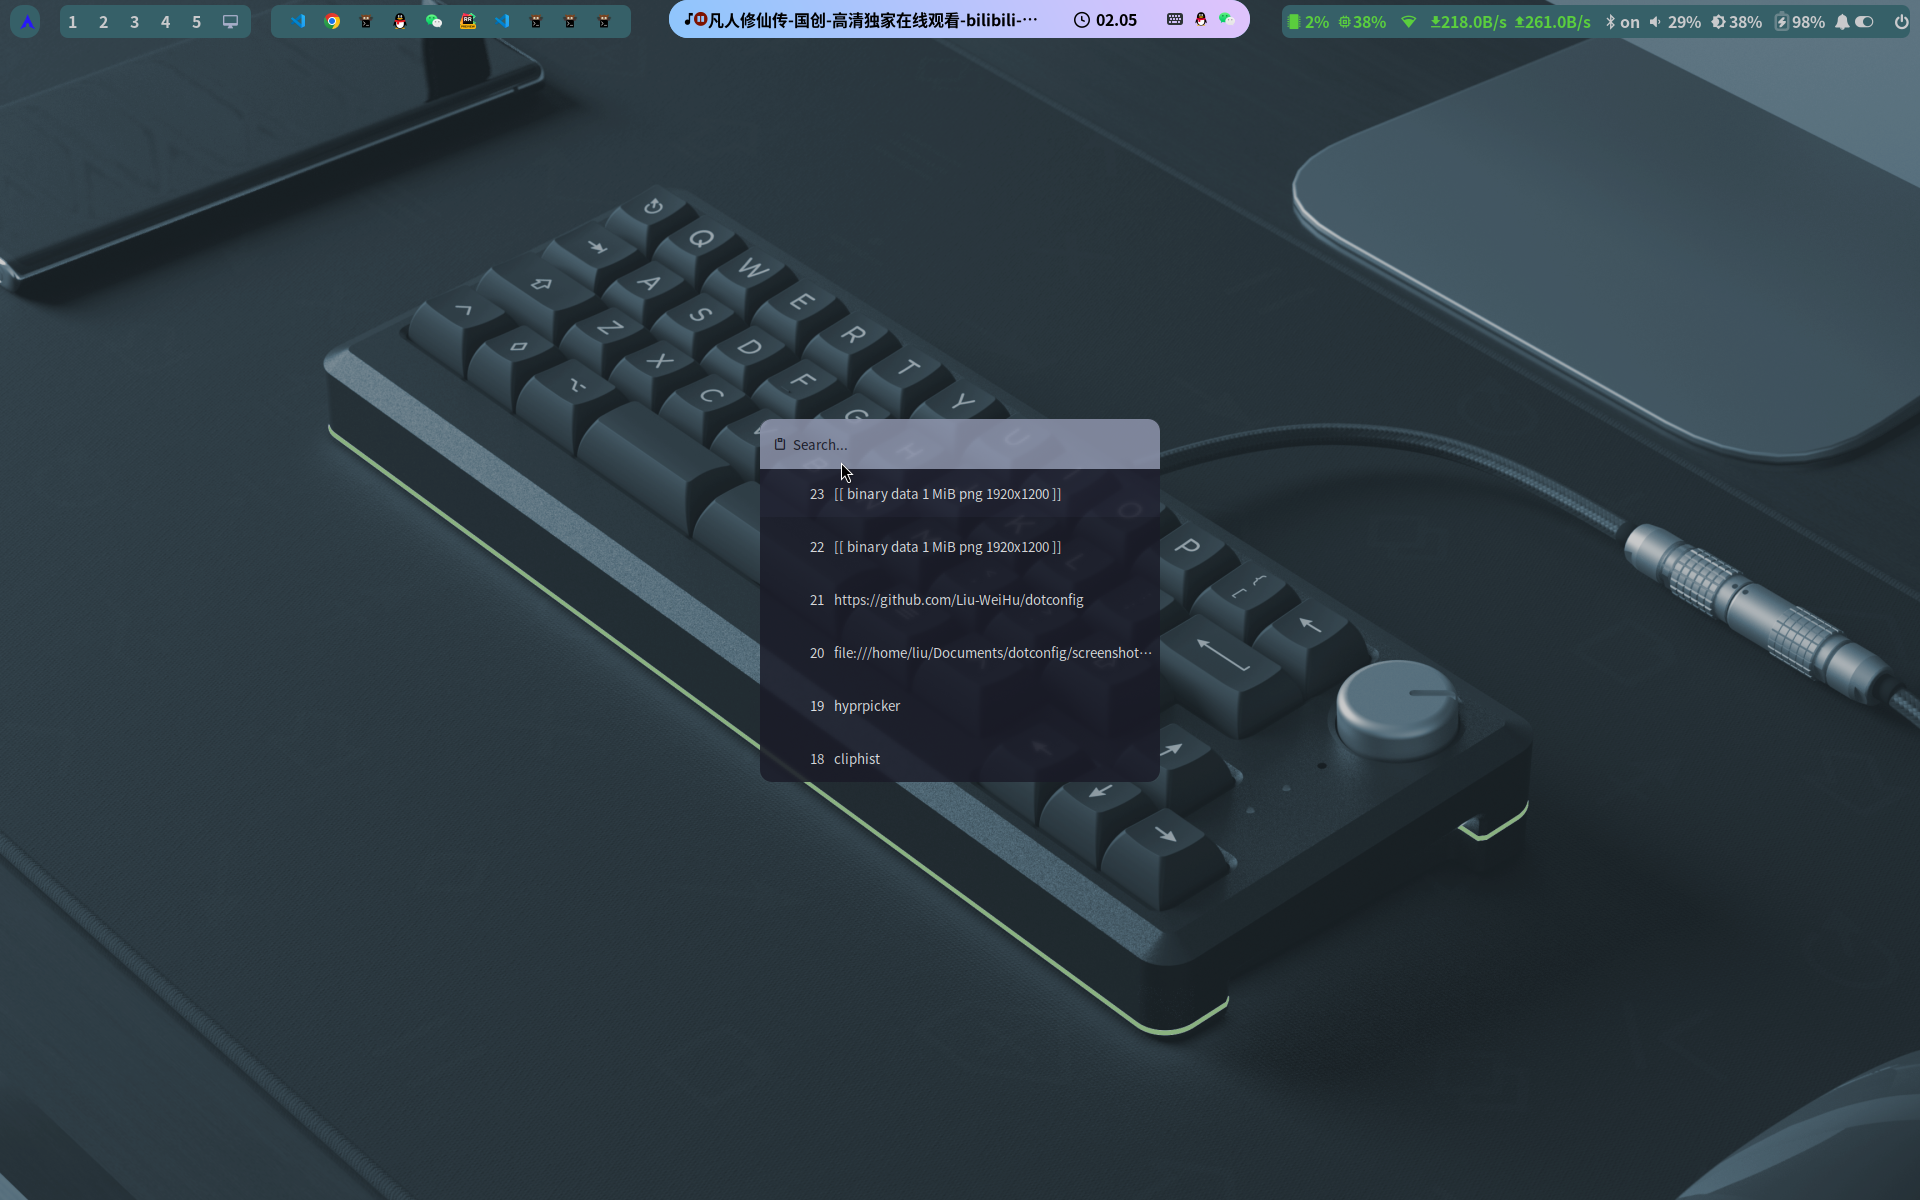 1 2 3 4 5
凡人修仙传-国创-高清独家在线观看-bilibili-…
02.05
2% 38% 218.0B/s 261.0B/s on 29% 38% 98%
Q
W
A
E
S
R
Z
D
T
X
F
Y
C
G
U
H
O
K
L
P
Search...
23 [[ binary data 1 MiB png 1920x1200 ]]
22 [[ binary data 1 MiB png 1920x1200 ]]
21 https://github.com/Liu-WeiHu/dotconfig
20 file:///home/liu/Documents/dotconfig/screenshot…
19 hyprpicker
18 cliphist